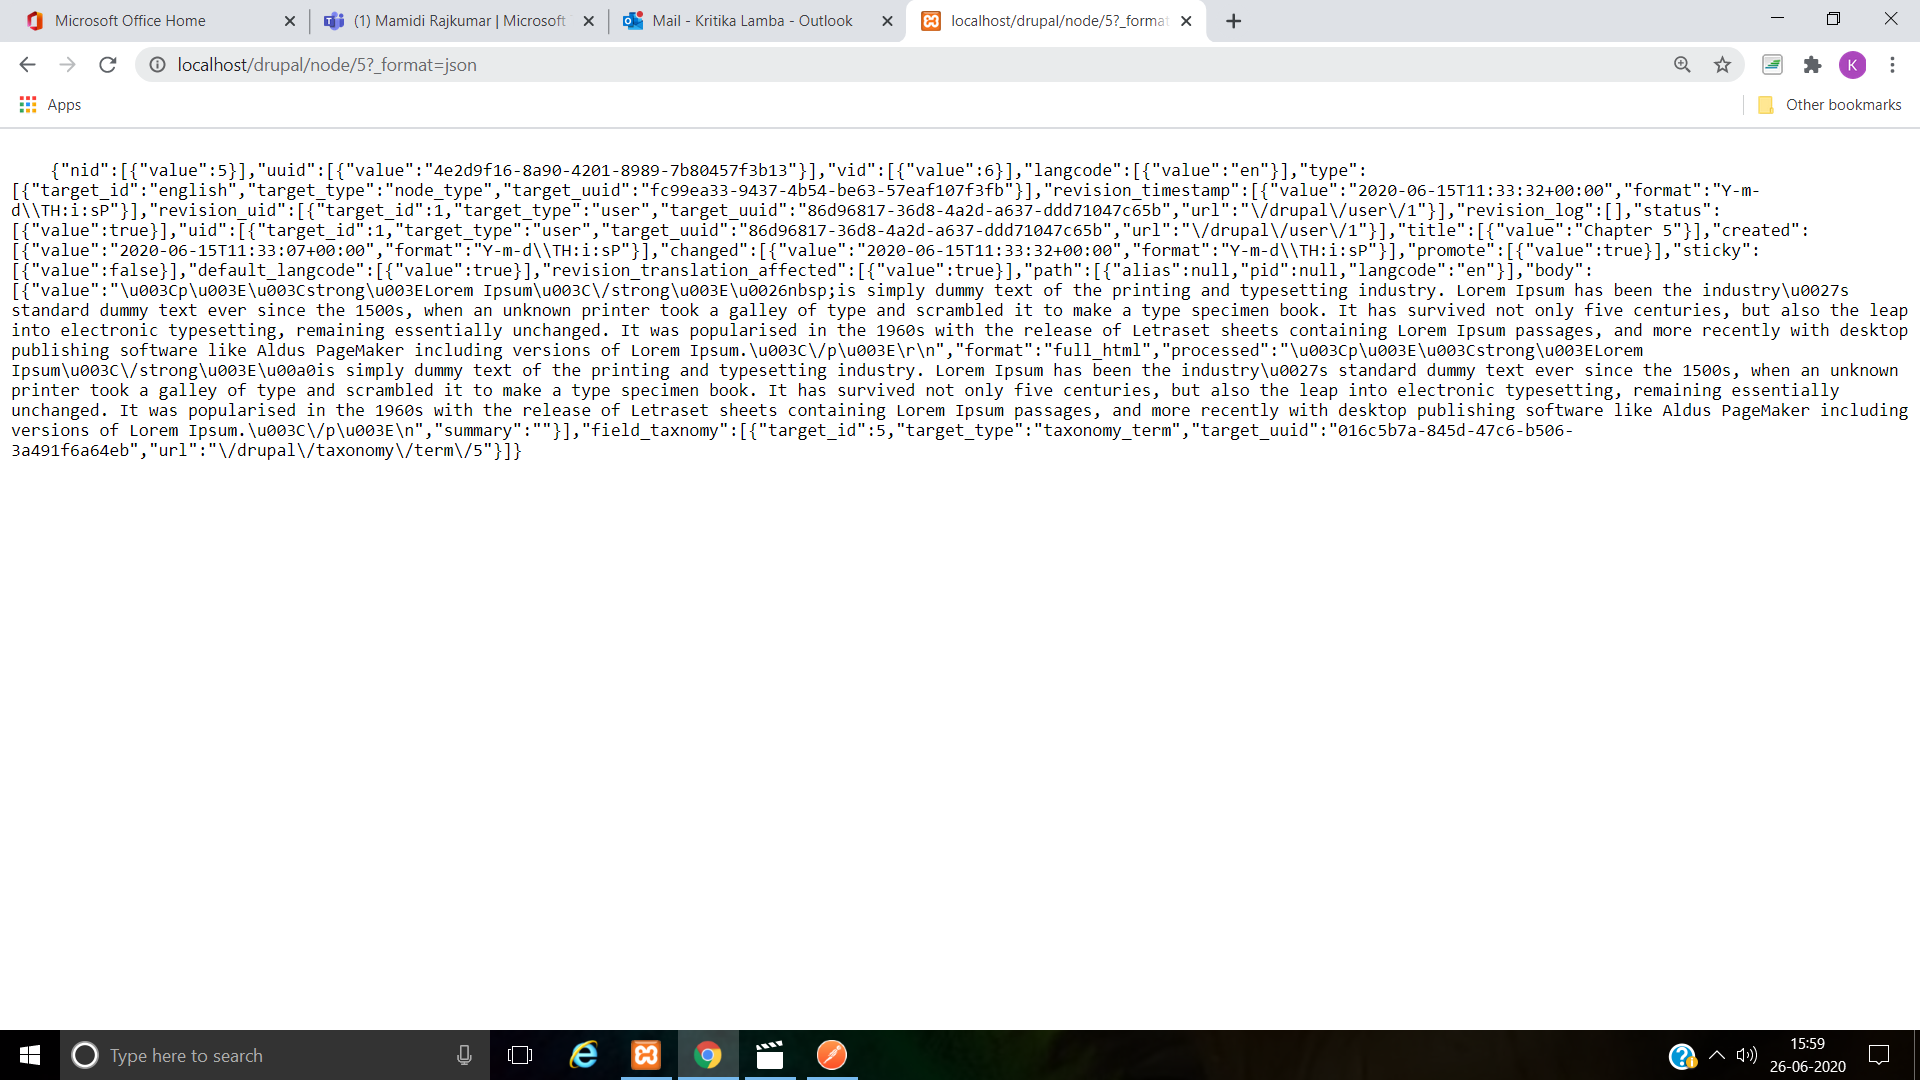 Microsoft Office Home
(1) Mamidi Rajkumar | Microsoft
Mail - Kritika Lamba - Outlook
localhost/drupal/node/5?_format
localhost/drupal/node/5?_format=json
K
Apps
Other bookmarks
{"nid":[{"value":5}],"uuid":[{"value":"4e2d9f16-8a90-4201-8989-7b80457f3b13"}],"vid":[{"value":6}],"langcode":[{"value":"en"}],"type":
[{"target_id":"english","target_type":"node_type","target_uuid":"fc99ea33-9437-4b54-be63-57eaf107f3fb"}],"revision_timestamp":[{"value":"2020-06-15T11:33:32+00:00","format":"Y-m-
d\\TH:i:sP"}],"revision_uid":[{"target_id":1,"target_type":"user","target_uuid":"86d96817-36d8-4a2d-a637-ddd71047c65b","url":"\/drupal\/user\/1"}],"revision_log":[],"status":
[{"value":true}],"uid":[{"target_id":1,"target_type":"user","target_uuid":"86d96817-36d8-4a2d-a637-ddd71047c65b","url":"\/drupal\/user\/1"}],"title":[{"value":"Chapter 5"}],"created":
[{"value":"2020-06-15T11:33:07+00:00","format":"Y-m-d\\TH:i:sP"}],"changed":[{"value":"2020-06-15T11:33:32+00:00","format":"Y-m-d\\TH:i:sP"}],"promote":[{"value":true}],"sticky":
[{"value":false}],"default_langcode":[{"value":true}],"revision_translation_affected":[{"value":true}],"path":[{"alias":null,"pid":null,"langcode":"en"}],"body":
[{"value":"\u003Cp\u003E\u003Cstrong\u003ELorem Ipsum\u003C\/strong\u003E\u0026nbsp;is simply dummy text of the printing and typesetting industry. Lorem Ipsum has been the industry\u0027s
standard dummy text ever since the 1500s, when an unknown printer took a galley of type and scrambled it to make a type specimen book. It has survived not only five centuries, but also the leap
into electronic typesetting, remaining essentially unchanged. It was popularised in the 1960s with the release of Letraset sheets containing Lorem Ipsum passages, and more recently with desktop
publishing software like Aldus PageMaker including versions of Lorem Ipsum.\u003C\/p\u003E\r\n","format":"full_html","processed":"\u003Cp\u003E\u003Cstrong\u003ELorem
Ipsum\u003C\/strong\u003E\u00a0is simply dummy text of the printing and typesetting industry. Lorem Ipsum has been the industry\u0027s standard dummy text ever since the 1500s, when an unknown
printer took a galley of type and scrambled it to make a type specimen book. It has survived not only five centuries, but also the leap into electronic typesetting, remaining essentially
unchanged. It was popularised in the 1960s with the release of Letraset sheets containing Lorem Ipsum passages, and more recently with desktop publishing software like Aldus PageMaker including
versions of Lorem Ipsum.\u003C\/p\u003E\n","summary":""}],"field_taxnomy":[{"target_id":5,"target_type":"taxonomy_term","target_uuid":"016c5b7a-845d-47c6-b506-
3a491f6a64eb","url":"\/drupal\/taxonomy\/term\/5"}]}
Type here to search
15:59
26-06-2020